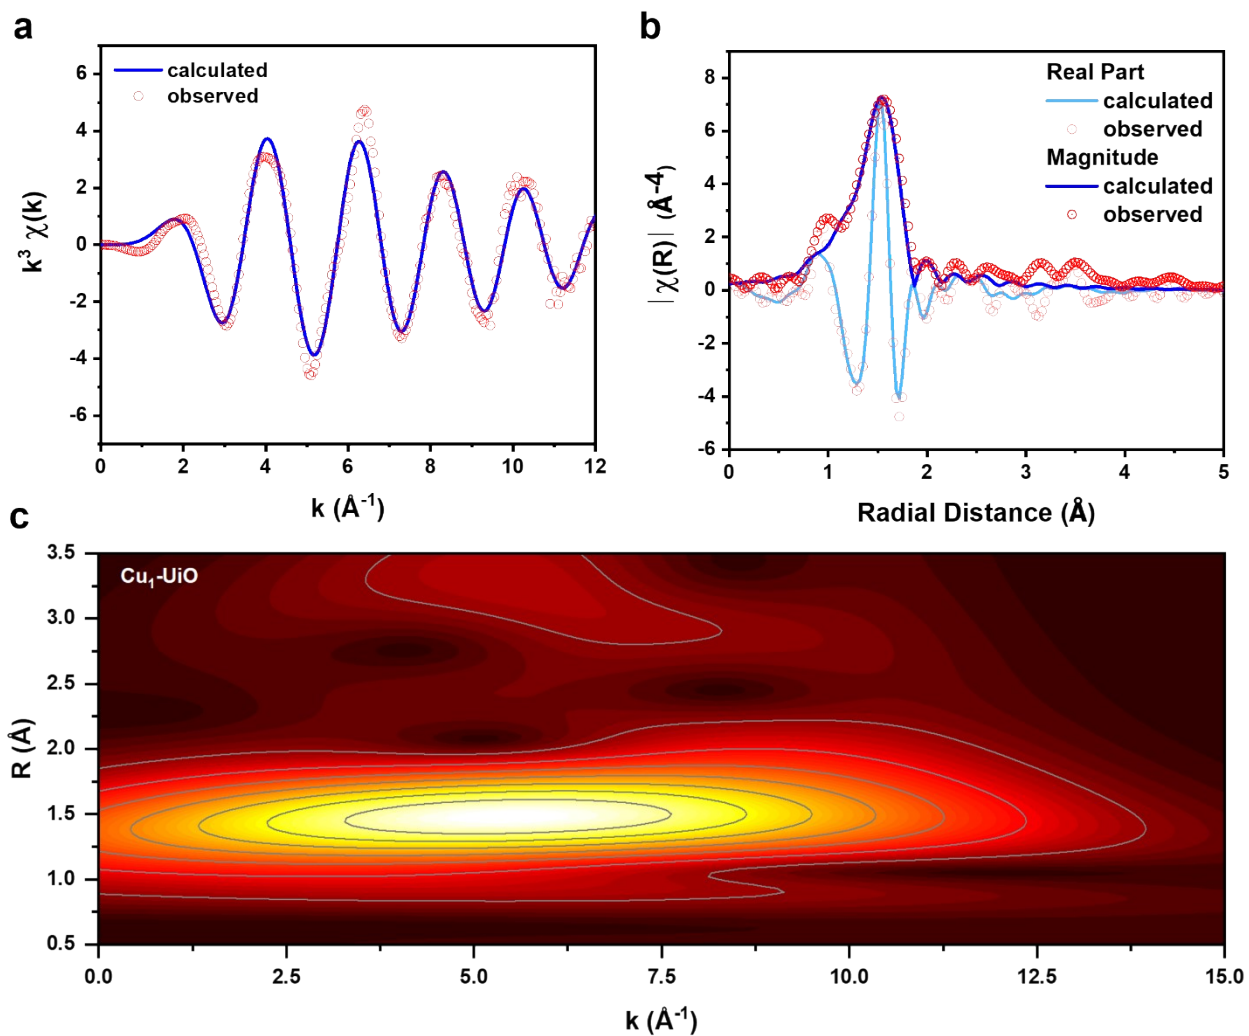 a
6
4
2
0
-2
-4
-6
calculated
observed
k³ χ(k)
0 2 4 6 8 10 12
k (Å⁻¹)
b
8
6
4
2
0
-2
-4
-6
Real Part
calculated
observed
Magnitude
calculated
observed
|χ(R)| (Å-4)
0 1 2 3 4 5
Radial Distance (Å)
c
3.5
3.0
2.5
2.0
1.5
1.0
0.5
Cu₁-UiO
R (Å)
0.0 2.5 5.0 7.5 10.0 12.5 15.0
k (Å⁻¹)